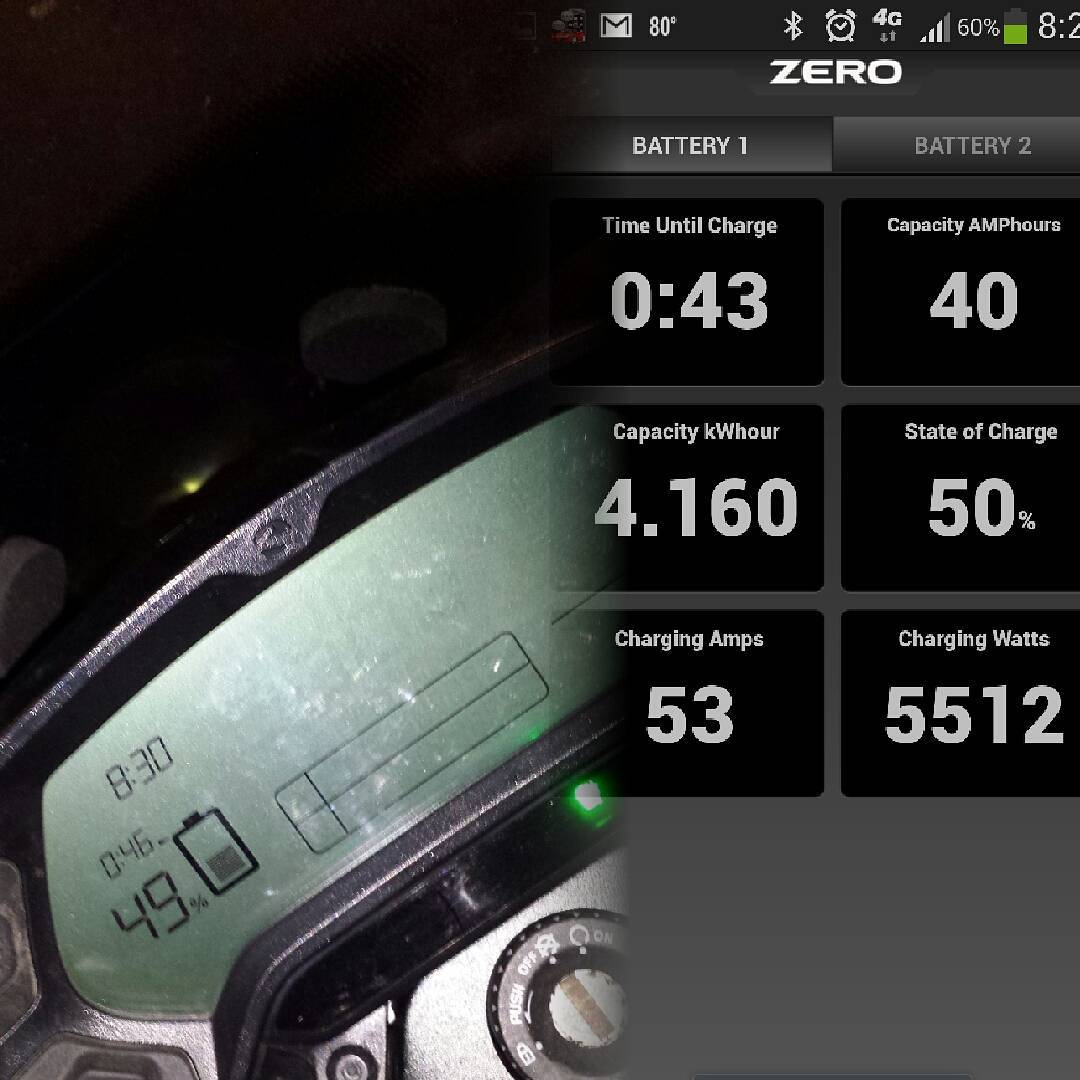 80°
4G
60%
8:2
ZERO
BATTERY 1
BATTERY 2
Time Until Charge
0:43
Capacity AMPhours
40
Capacity kWhour
4.160
State of Charge
50%
Charging Amps
53
Charging Watts
5512
8:30
0:46
49%
ON
OFF
PUSH